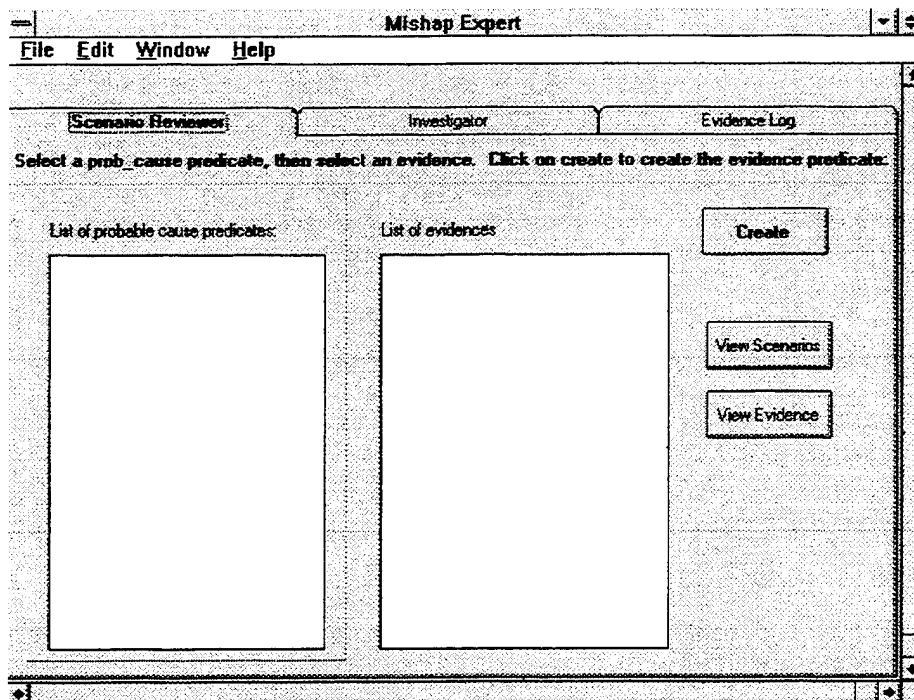 Mishap Expert
File Edit Window Help
Scenario Reviewer Investigator Evidence Log
Select a prob_cause predicate, then select an evidence. Click on create to create the evidence predicate.
List of probable cause predicates: List of evidences Create
View Scenarios
View Evidence